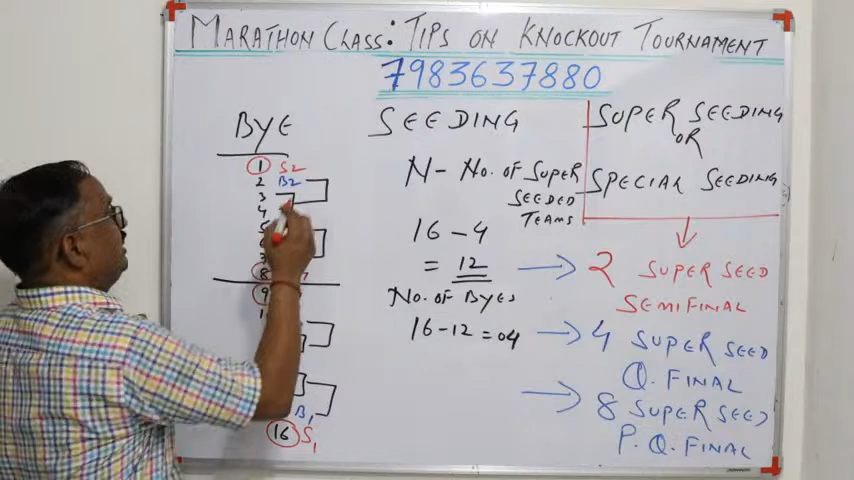 MARATHON CLASS: TIPS ON KNOCKOUT TOURNAMENT
7983637880
BYE
1 S2
2 B2
3
4
5
8
9
B1
16 S1
SEEDING
N- NO. OF SUPER
SEEDED
TEAMS
16 - 4
= 12
NO. OF BYES
16-12 = 04
SUPER SEEDING
OR
SPECIAL SEEDING
2 SUPER SEED
SEMIFINAL
4 SUPER SEED
Q. FINAL
8 SUPER SEED
P. Q. FINAL